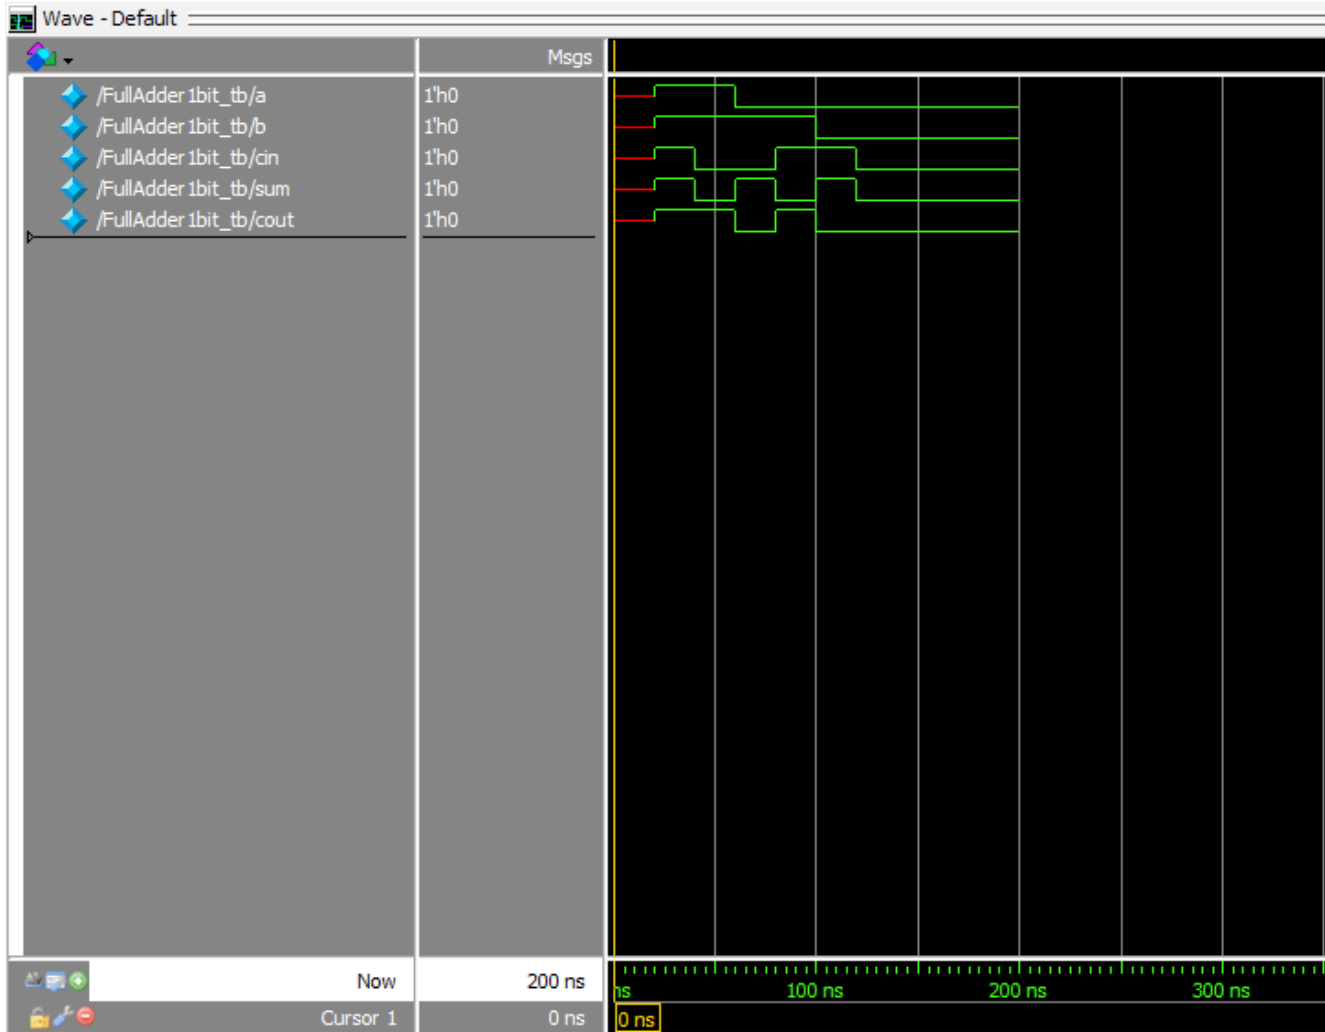 Wave - Default
Msgs
/FullAdder1bit_tb/a 1'h0
/FullAdder1bit_tb/b 1'h0
/FullAdder1bit_tb/cin 1'h0
/FullAdder1bit_tb/sum 1'h0
/FullAdder1bit_tb/cout 1'h0
Now 200 ns ns 100 ns 200 ns 300 ns
Cursor 1 0 ns 0 ns